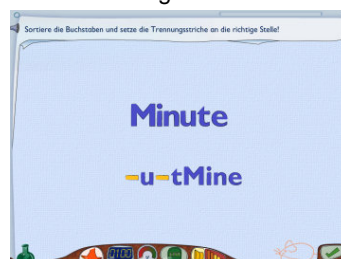 Sortiere die Buchstaben und setze die Trennungsstriche an die richtige Stelle!
Minute
-u-tMine